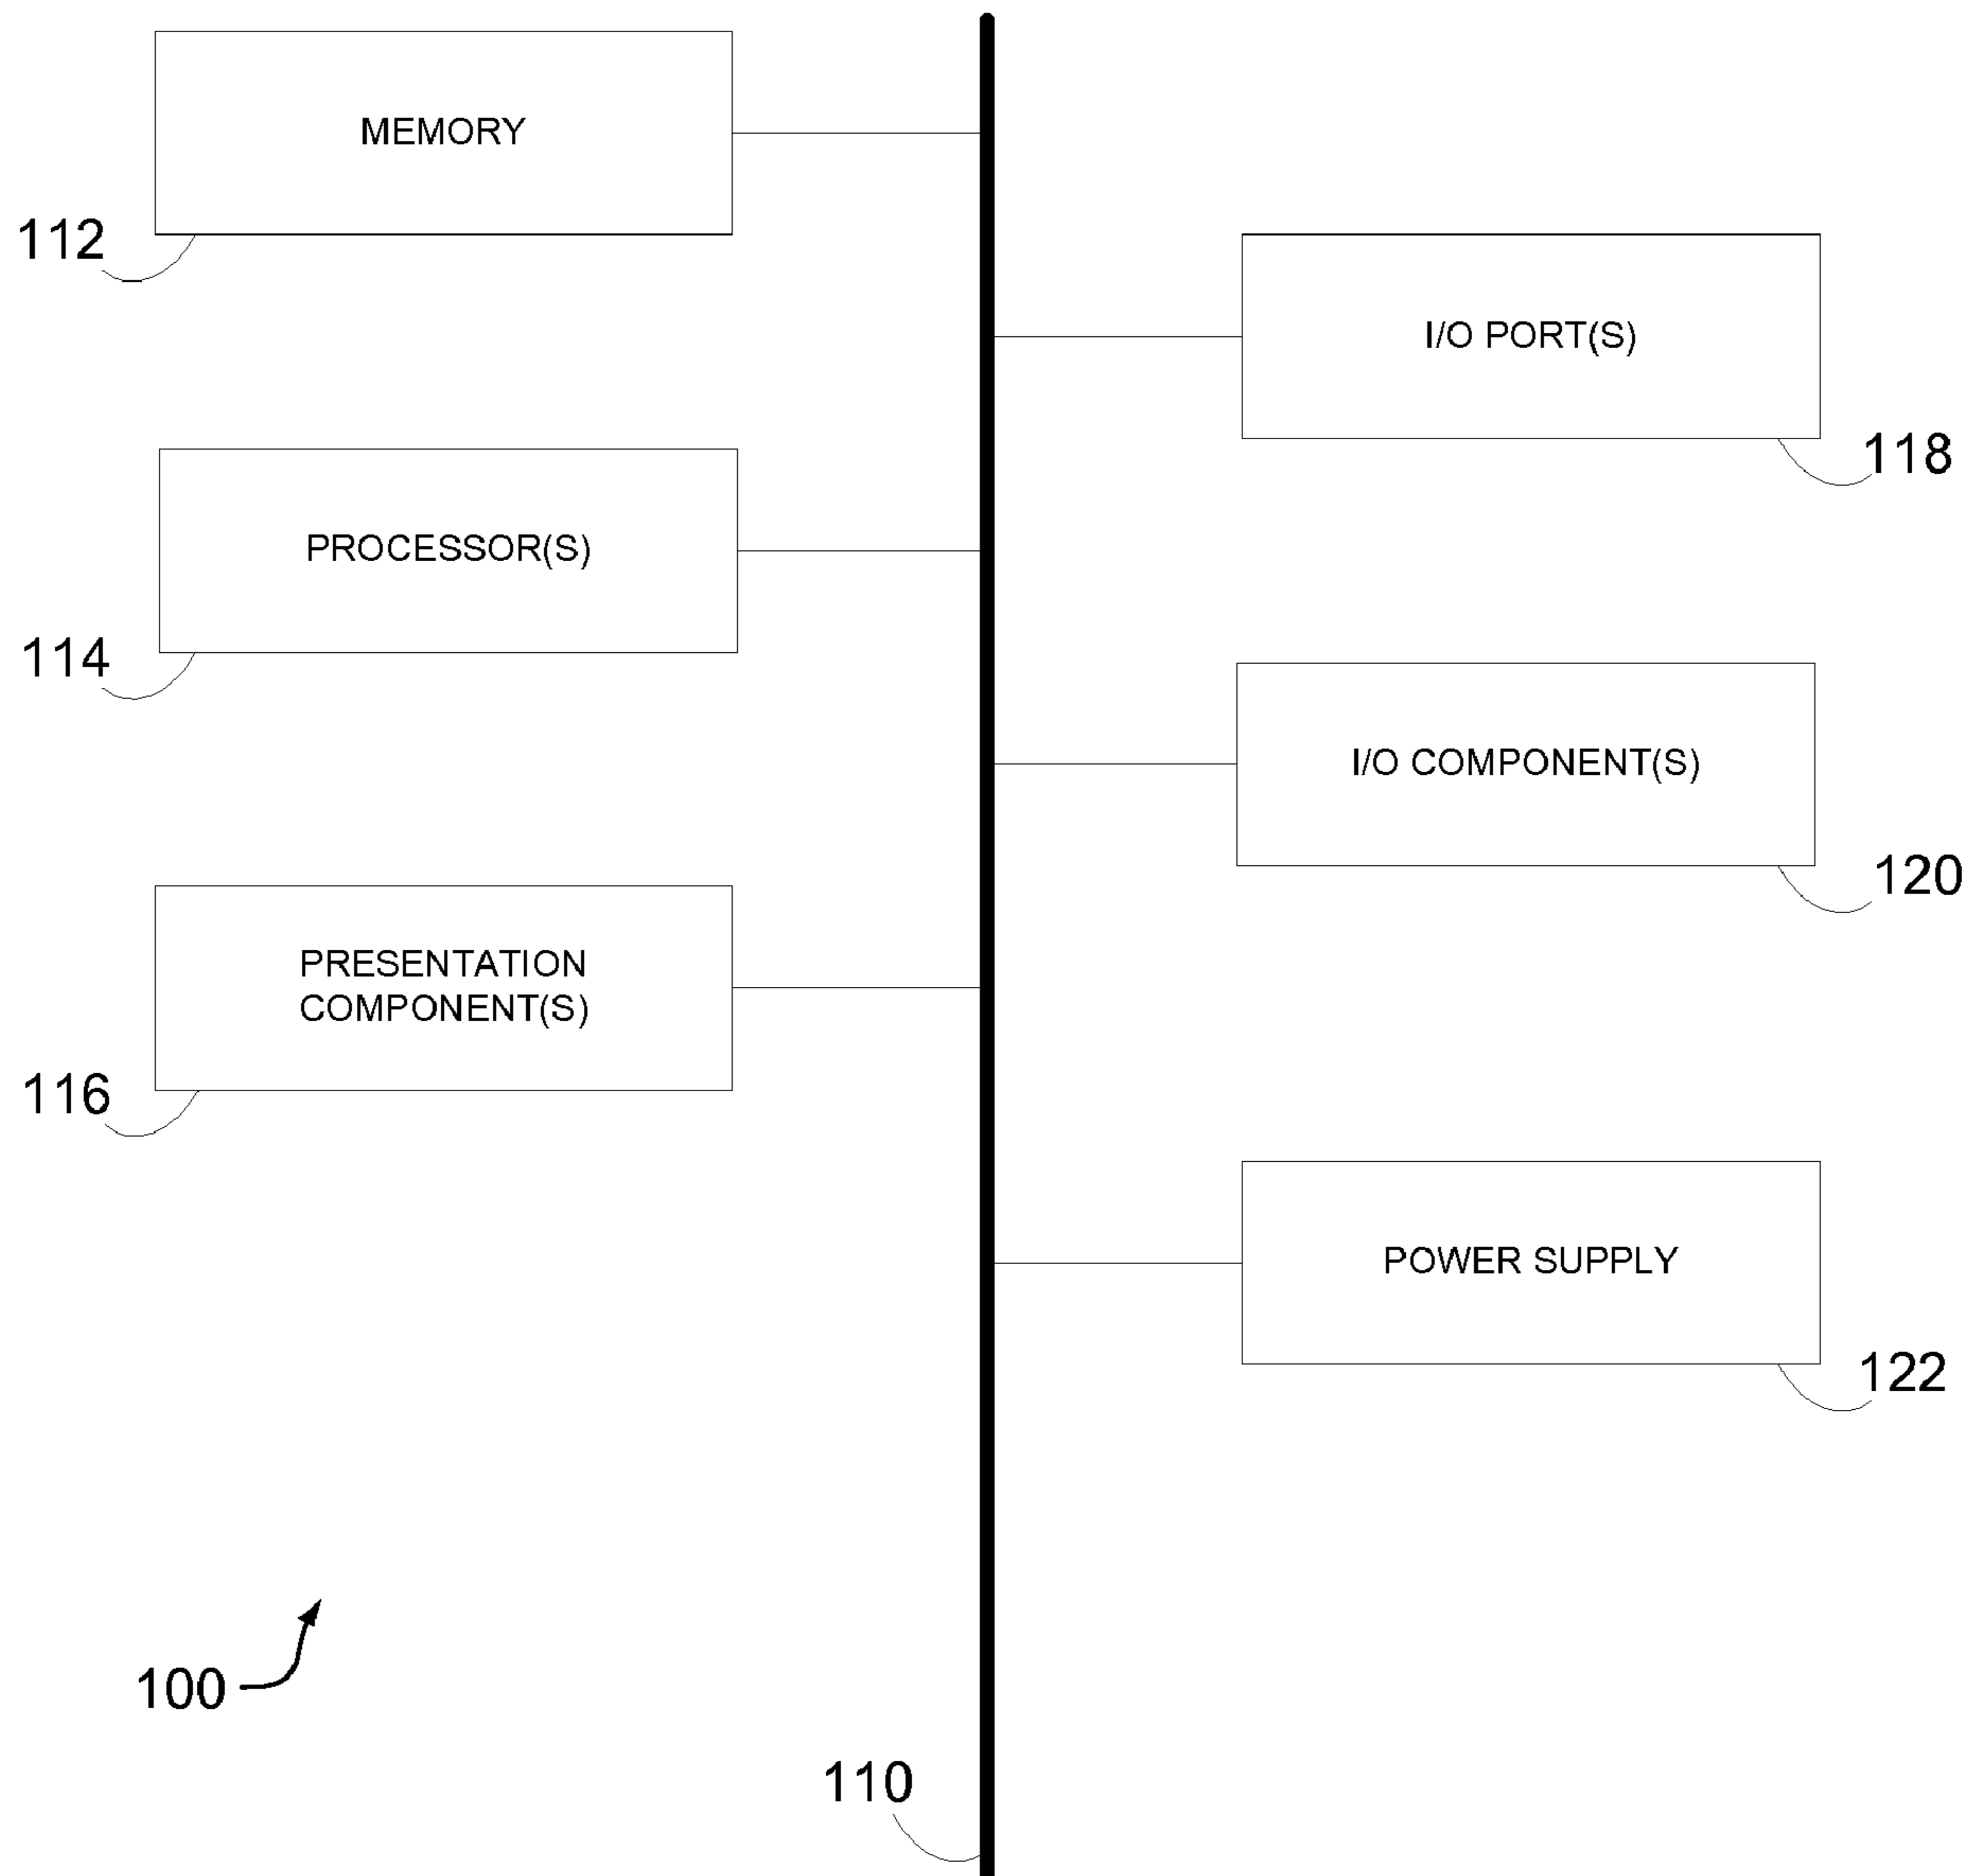 MEMORY
112
I/O PORT(S)
118
PROCESSOR(S)
114
I/O COMPONENT(S)
120
PRESENTATION
COMPONENT(S)
116
POWER SUPPLY
122
100
110